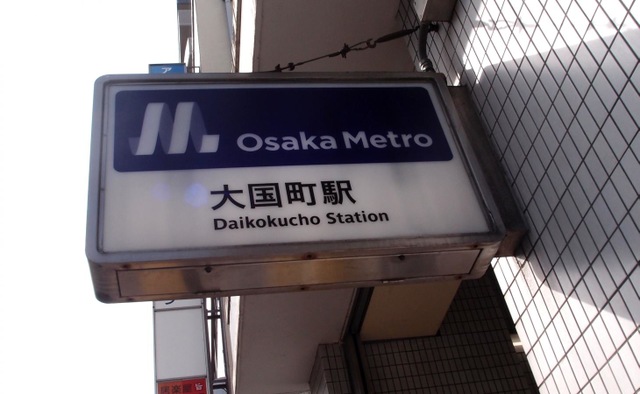 Osaka Metro
大国町駅
Daikokucho Station